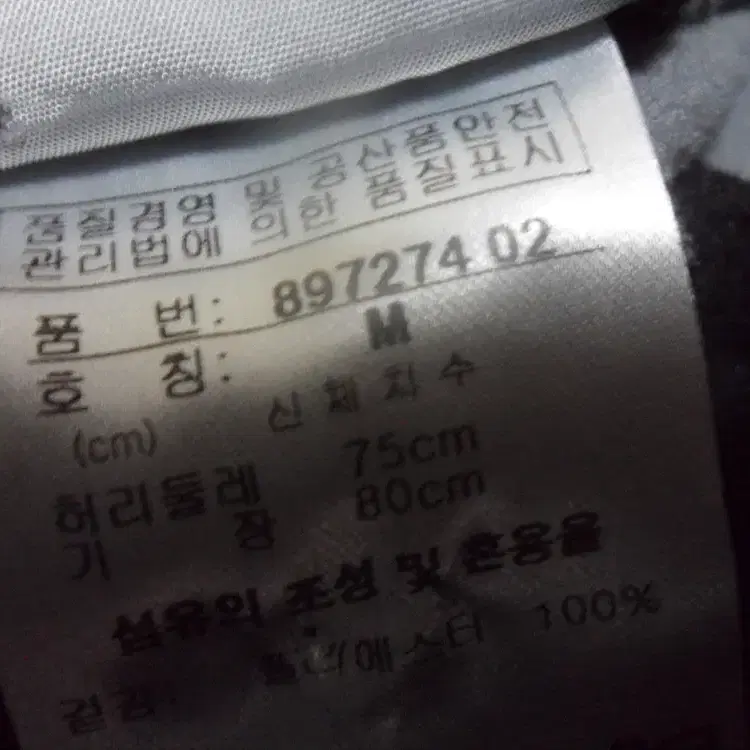 품질경영 및 공산품안전
관리법에 의한 품질표시
품 번: 897274 02
호 칭: M
(cm) 신체치수
허리둘레 75cm
기 장 80cm
섬유의 조성 및 혼용율
겉감: 폴리에스터 100%